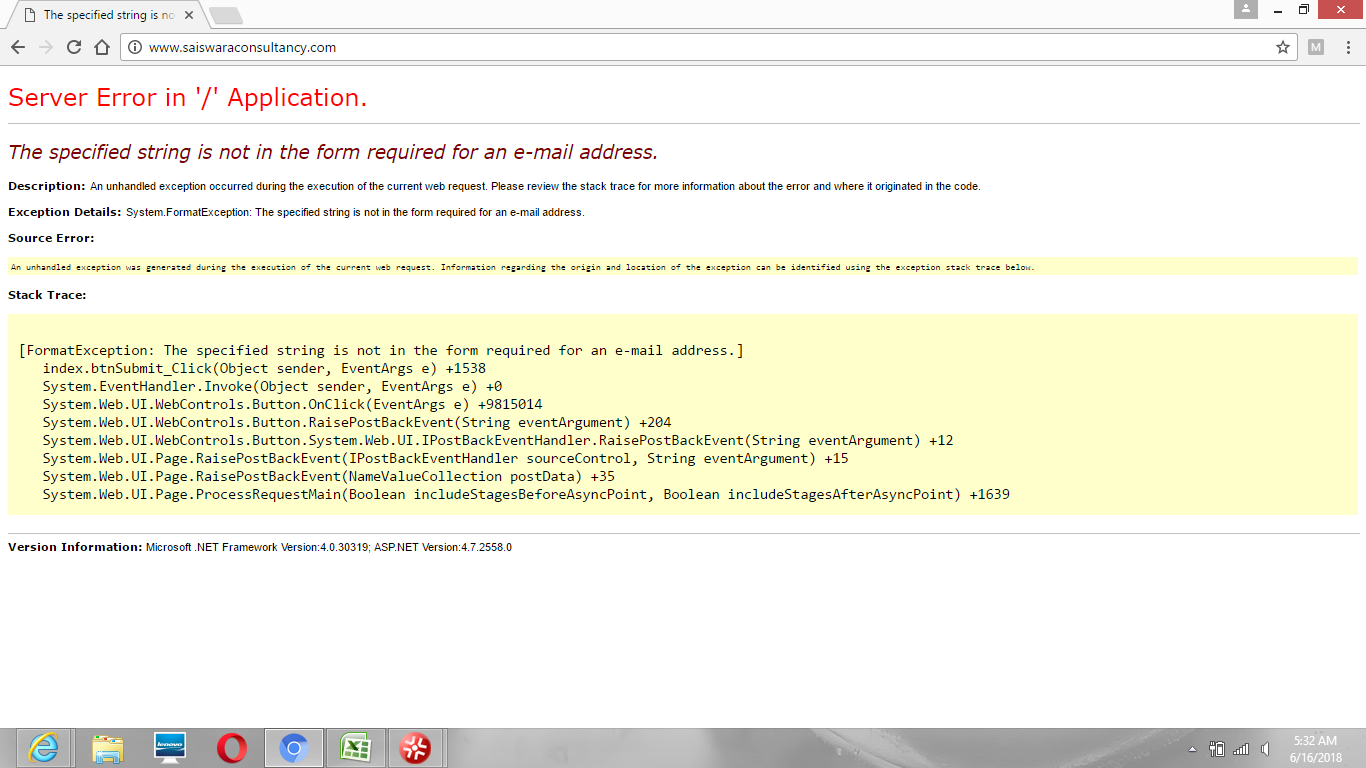 The specified string is no
www.saiswaraconsultancy.com
M
Server Error in '/' Application.
The specified string is not in the form required for an e-mail address.
Description: An unhandled exception occurred during the execution of the current web request. Please review the stack trace for more information about the error and where it originated in the code.
Exception Details: System.FormatException: The specified string is not in the form required for an e-mail address.
Source Error:
An unhandled exception was generated during the execution of the current web request. Information regarding the origin and location of the exception can be identified using the exception stack trace below.
Stack Trace:
[FormatException: The specified string is not in the form required for an e-mail address.]
index.btnSubmit_Click(Object sender, EventArgs e) +1538
System.EventHandler.Invoke(Object sender, EventArgs e) +0
System.Web.UI.WebControls.Button.OnClick(EventArgs e) +9815014
System.Web.UI.WebControls.Button.RaisePostBackEvent(String eventArgument) +204
System.Web.UI.WebControls.Button.System.Web.UI.IPostBackEventHandler.RaisePostBackEvent(String eventArgument) +12
System.Web.UI.Page.RaisePostBackEvent(IPostBackEventHandler sourceControl, String eventArgument) +15
System.Web.UI.Page.RaisePostBackEvent(NameValueCollection postData) +35
System.Web.UI.Page.ProcessRequestMain(Boolean includeStagesBeforeAsyncPoint, Boolean includeStagesAfterAsyncPoint) +1639
Version Information: Microsoft .NET Framework Version:4.0.30319; ASP.NET Version:4.7.2558.0
lenovo
5:32 AM
6/16/2018